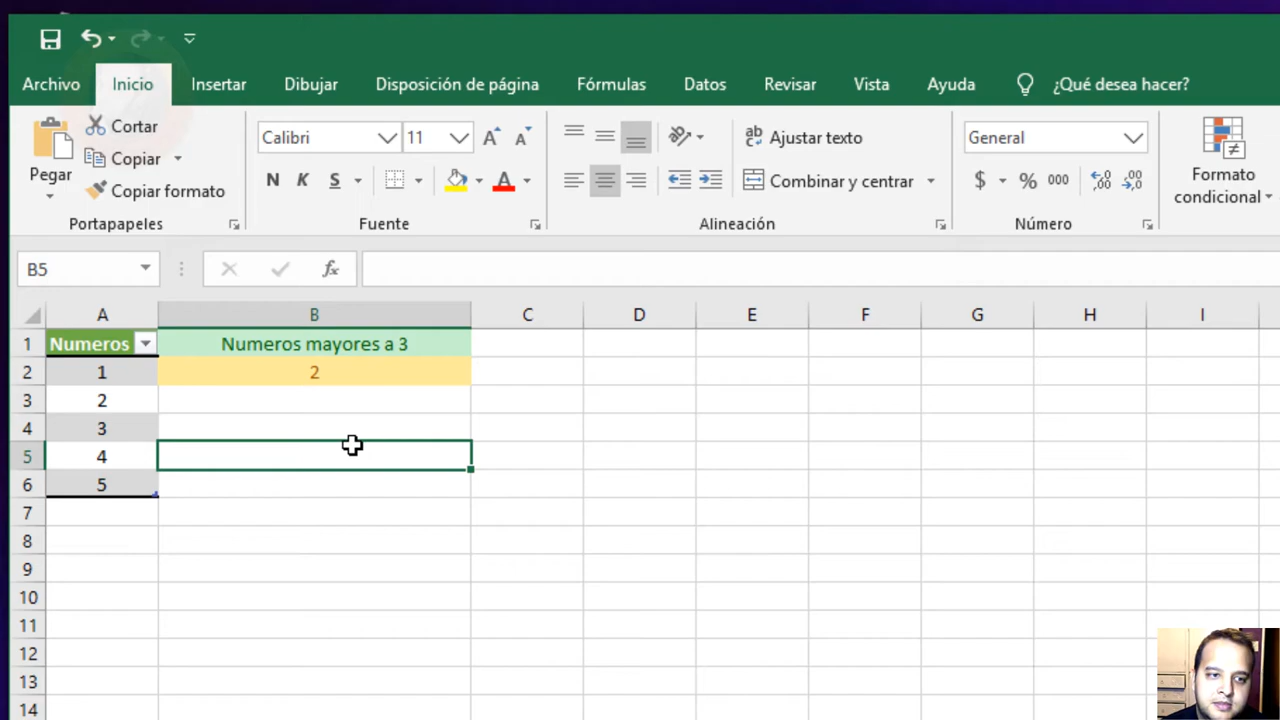 Archivo Inicio Insertar Dibujar Disposición de página Fórmulas Datos Revisar Vista Ayuda ¿Qué desea hacer?
Pegar
Cortar
Copiar
Copiar formato
Portapapeles
Calibri 11
N K S A
Fuente
Ajustar texto
Combinar y centrar
Alineación
General
$ % 000
Número
Formato
condicional
B5 fx
A B C D E F G H I
1 Numeros Numeros mayores a 3
2 1 2
3 2
4 3
5 4
6 5
7
8
9
10
11
12
13
14